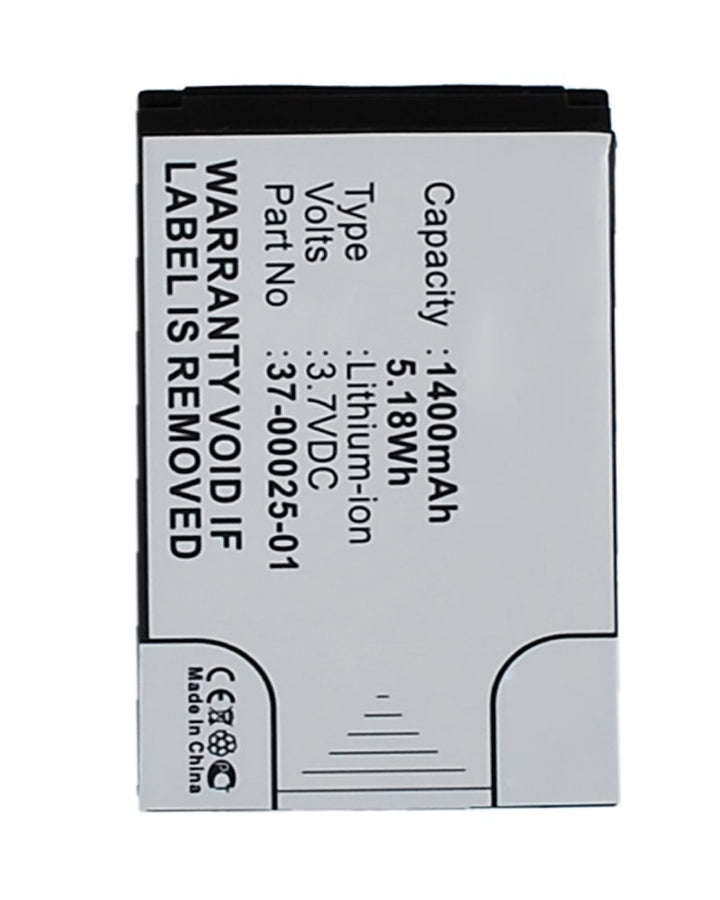 Capacity :1400mAh
5.18Wh
Type :Lithium-ion
Volts :3.7VDC
Part No :37-00025-01
WARRANTY VOID IF
LABEL IS REMOVED
CE
Made In China